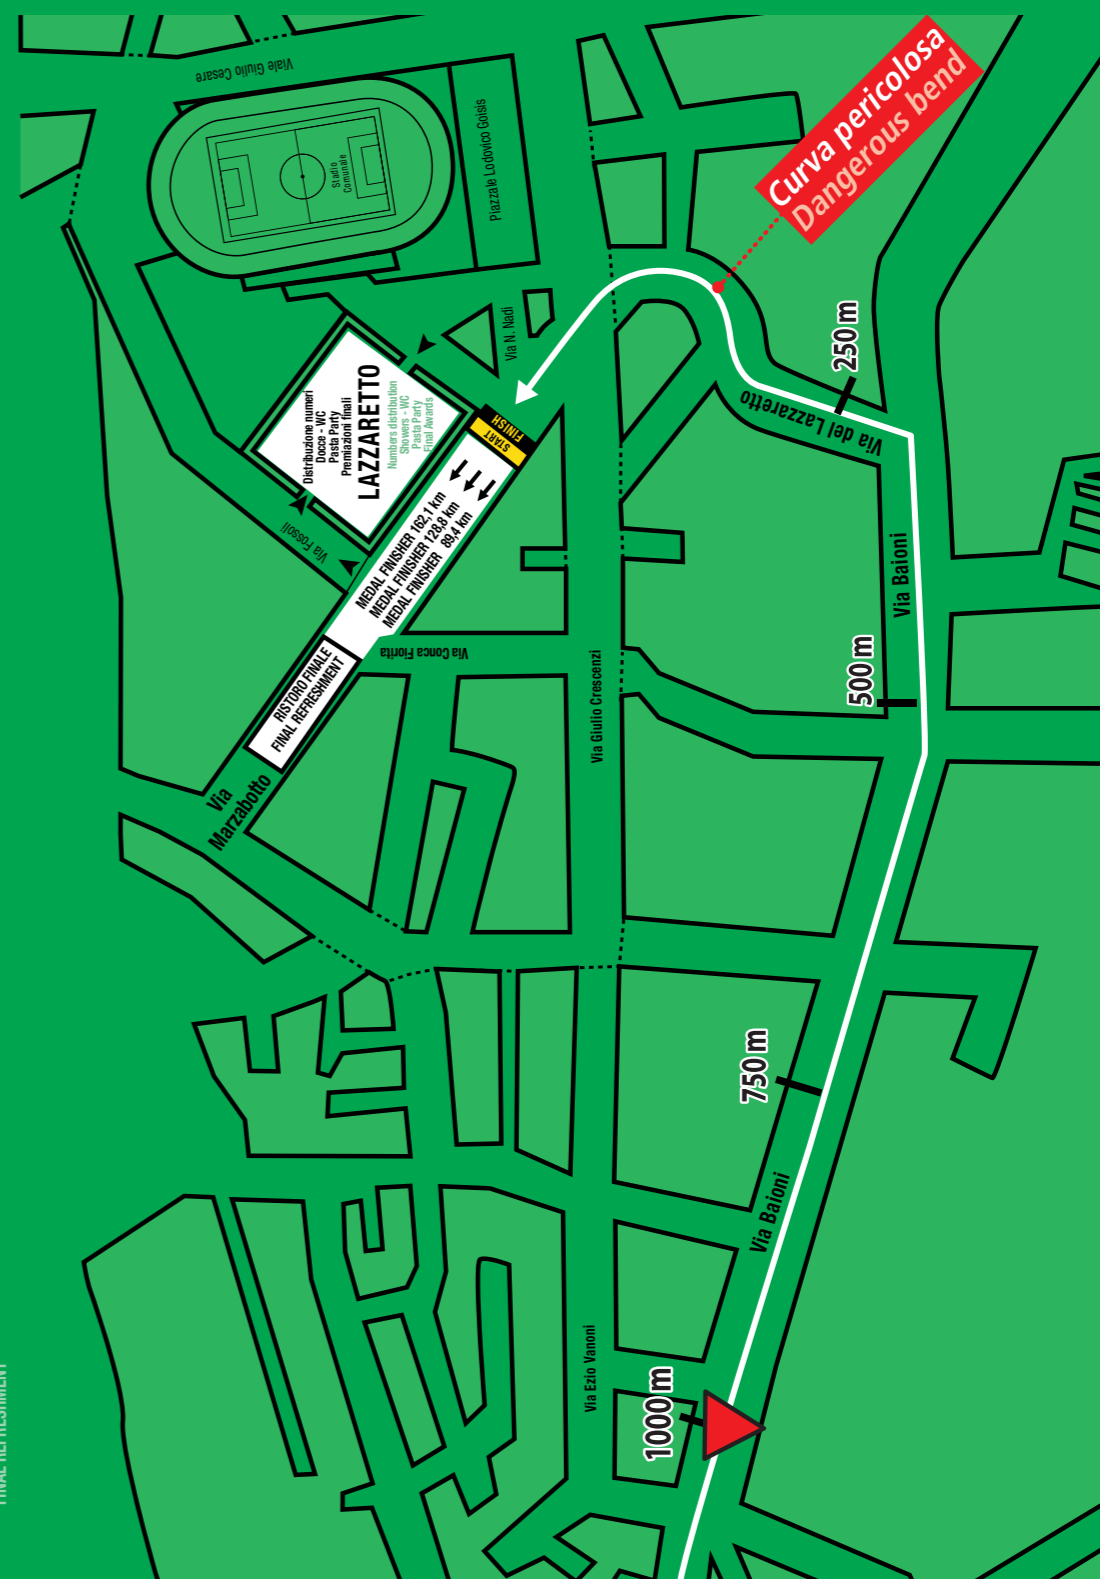 Viale Giulio Cesare
Stadio
Comunale
Piazzale Lodovico Goisis
Curva pericolosa
Dangerous bend
Via N. Nadi
250 m
Via del Lazzaretto
Distribuzione numeri
Docce - WC
Pasta Party
Premiazioni finali
LAZZARETTO
Numbers distribution
Showers - WC
Pasta Party
Final Awards
START
FINISH
Via Fossoli
MEDAL FINISHER 162,1 km
MEDAL FINISHER 128,8 km
MEDAL FINISHER 89,4 km
Via Baioni
RISTORO FINALE
FINAL REFRESHMENT
Via Conca Fiorita
500 m
Via Giulio Crescenzi
Via
Marzabotto
750 m
Via Baioni
Via Ezio Vanoni
1000 m
FINAL REFRESHMENT